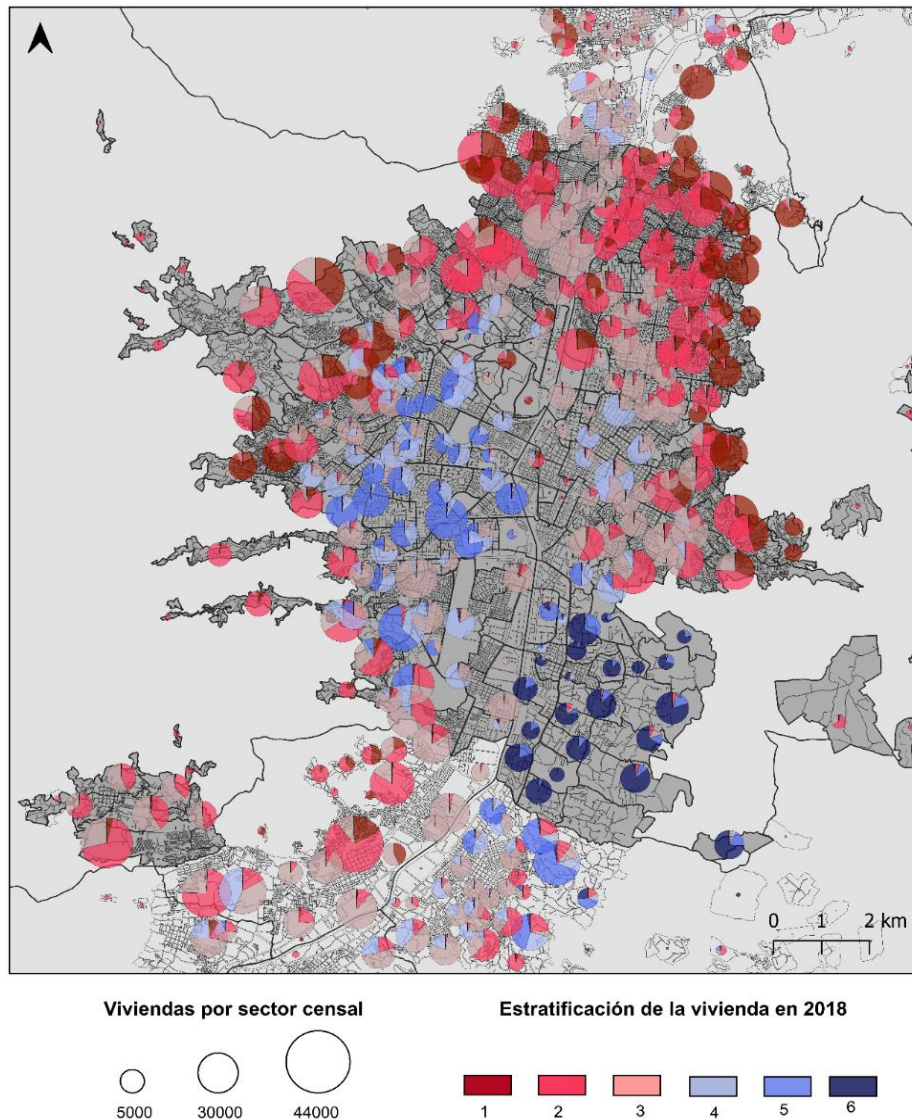 0 1 2 km
Viviendas por sector censal
5000 30000 44000
Estratificación de la vivienda en 2018
1 2 3 4 5 6